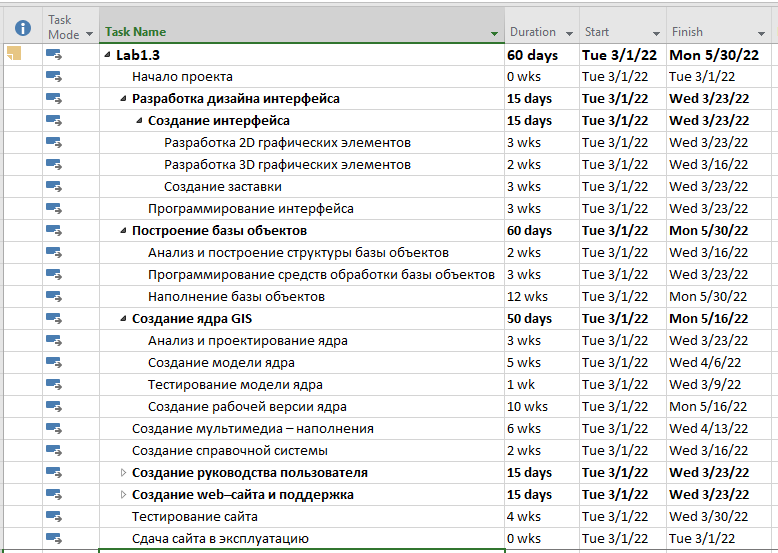 Task Mode Task Name Duration Start Finish
Lab1.3 60 days Tue 3/1/22 Mon 5/30/22
Начало проекта 0 wks Tue 3/1/22 Tue 3/1/22
Разработка дизайна интерфейса 15 days Tue 3/1/22 Wed 3/23/22
Создание интерфейса 15 days Tue 3/1/22 Wed 3/23/22
Разработка 2D графических элементов 3 wks Tue 3/1/22 Wed 3/23/22
Разработка 3D графических элементов 2 wks Tue 3/1/22 Wed 3/16/22
Создание заставки 3 wks Tue 3/1/22 Wed 3/23/22
Программирование интерфейса 3 wks Tue 3/1/22 Wed 3/23/22
Построение базы объектов 60 days Tue 3/1/22 Mon 5/30/22
Анализ и построение структуры базы объектов 2 wks Tue 3/1/22 Wed 3/16/22
Программирование средств обработки базы объектов 3 wks Tue 3/1/22 Wed 3/23/22
Наполнение базы объектов 12 wks Tue 3/1/22 Mon 5/30/22
Создание ядра GIS 50 days Tue 3/1/22 Mon 5/16/22
Анализ и проектирование ядра 3 wks Tue 3/1/22 Wed 3/23/22
Создание модели ядра 5 wks Tue 3/1/22 Wed 4/6/22
Тестирование модели ядра 1 wk Tue 3/1/22 Wed 3/9/22
Создание рабочей версии ядра 10 wks Tue 3/1/22 Mon 5/16/22
Создание мультимедиа – наполнения 6 wks Tue 3/1/22 Wed 4/13/22
Создание справочной системы 2 wks Tue 3/1/22 Wed 3/16/22
Создание руководства пользователя 15 days Tue 3/1/22 Wed 3/23/22
Создание web–сайта и поддержка 15 days Tue 3/1/22 Wed 3/23/22
Тестирование сайта 4 wks Tue 3/1/22 Wed 3/30/22
Сдача сайта в эксплуатацию 0 wks Tue 3/1/22 Tue 3/1/22